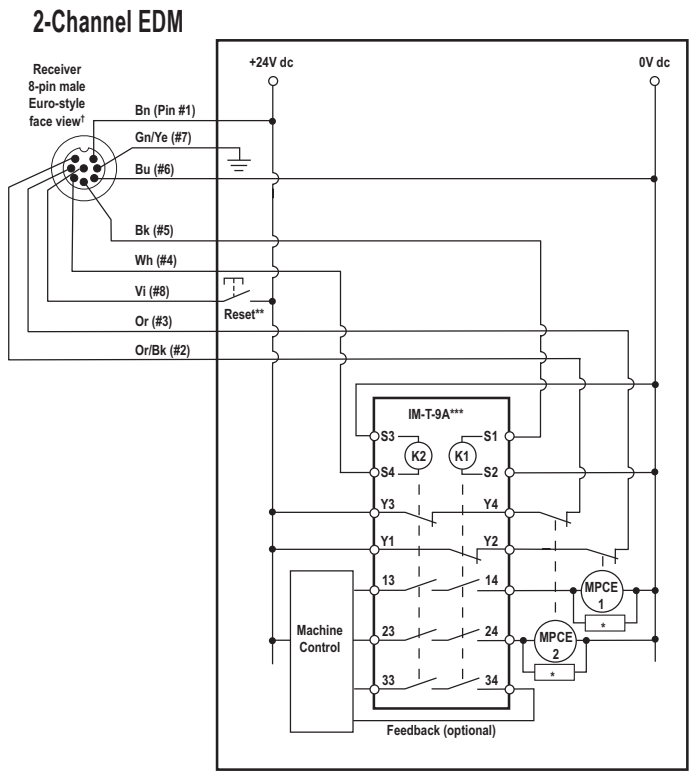 2-Channel EDM
Receiver
8-pin male
Euro-style
face view†
+24V dc
0V dc
Bn (Pin #1)
Gn/Ye (#7)
Bu (#6)
Bk (#5)
Wh (#4)
Vi (#8)
Reset**
Or (#3)
Or/Bk (#2)
IM-T-9A***
S3
K2
K1
S1
S4
S2
Y3
Y4
Y1
Y2
13
14
MPCE
1
*
Machine
Control
23
24
MPCE
2
*
33
34
Feedback (optional)